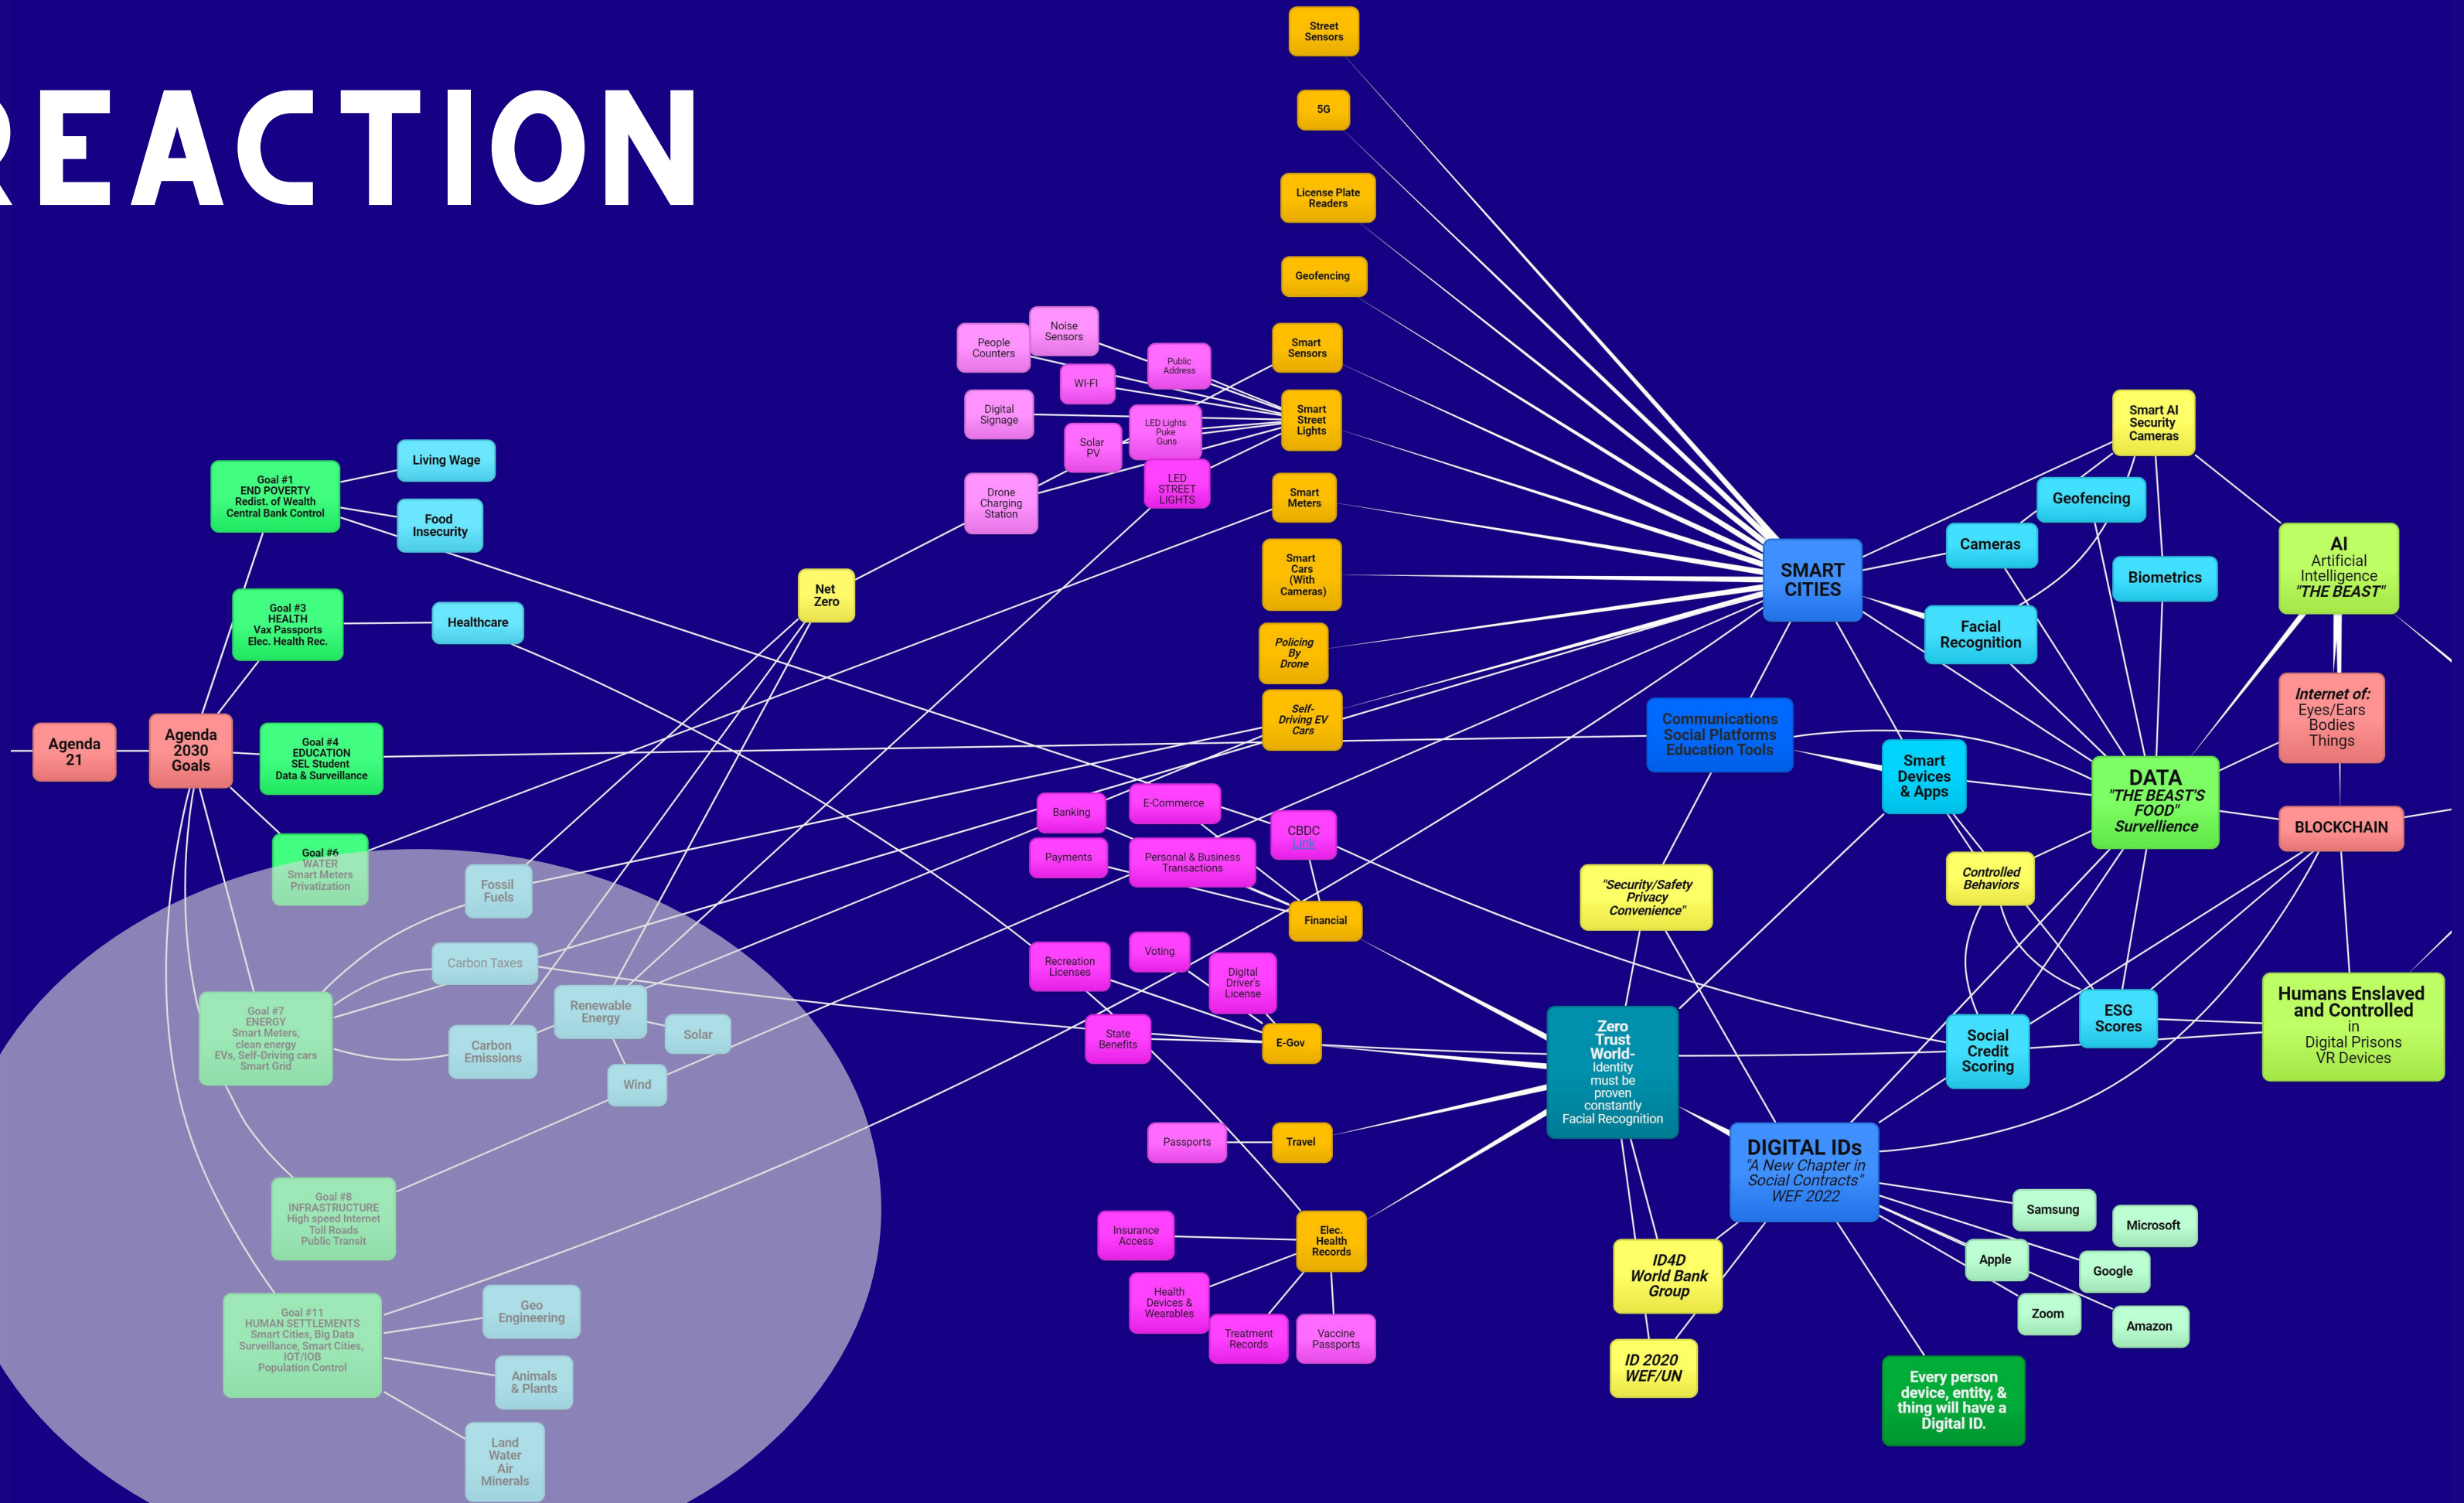 REACTION
Street
Sensors
5G
License Plate
Readers
Geofencing
Smart
Sensors
Smart
Street
Lights
Smart
Meters
Smart
Cars
(With
Cameras)
Policing
By
Drone
Self-
Driving EV
Cars
Noise
Sensors
People
Counters
Public
Address
WI-FI
Digital
Signage
LED Lights
Puke
Guns
Solar
PV
LED
STREET
LIGHTS
Drone
Charging
Station
Net
Zero
Living Wage
Goal #1
END POVERTY
Redist. of Wealth
Central Bank Control
Food
Insecurity
Goal #3
HEALTH
Vax Passports
Elec. Health Rec.
Healthcare
Agenda
21
Agenda
2030
Goals
Goal #4
EDUCATION
SEL Student
Data & Surveillance
Goal #6
WATER
Smart Meters
Privatization
Fossil
Fuels
Carbon Taxes
Goal #7
ENERGY
Smart Meters,
clean energy
EVs, Self-Driving cars
Smart Grid
Renewable
Energy
Solar
Carbon
Emissions
Wind
Goal #8
INFRASTRUCTURE
High speed Internet
Toll Roads
Public Transit
Goal #11
HUMAN SETTLEMENTS
Smart Cities, Big Data
Surveillance, Smart Cities,
IOT/IOB
Population Control
Geo
Engineering
Animals
& Plants
Land
Water
Air
Minerals
Banking
E-Commerce
CBDC
Link
Payments
Personal & Business
Transactions
Financial
Recreation
Licenses
Voting
Digital
Driver's
License
State
Benefits
E-Gov
Passports
Travel
Insurance
Access
Elec.
Health
Records
Health
Devices &
Wearables
Treatment
Records
Vaccine
Passports
SMART
CITIES
Communications
Social Platforms
Education Tools
"Security/Safety
Privacy
Convenience"
Zero
Trust
World-
Identity
must be
proven
constantly
Facial Recognition
ID4D
World Bank
Group
ID 2020
WEF/UN
DIGITAL IDs
"A New Chapter in
Social Contracts"
WEF 2022
Samsung
Microsoft
Apple
Google
Zoom
Amazon
Every person
device, entity, &
thing will have a
Digital ID.
Smart AI
Security
Cameras
Geofencing
Cameras
Biometrics
Facial
Recognition
AI
Artificial
Intelligence
"THE BEAST"
Internet of:
Eyes/Ears
Bodies
Things
Smart
Devices
& Apps
DATA
"THE BEAST'S
FOOD"
Survellience
BLOCKCHAIN
Controlled
Behaviors
ESG
Scores
Social
Credit
Scoring
Humans Enslaved
and Controlled
in
Digital Prisons
VR Devices